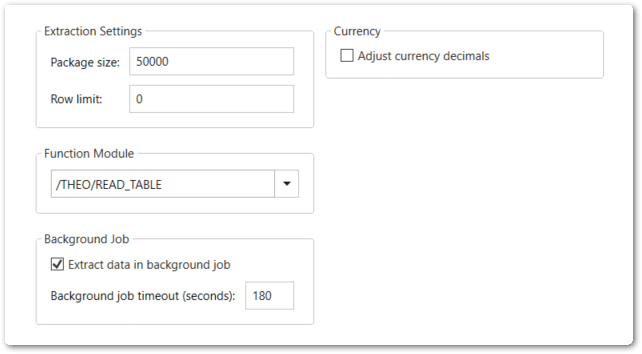 Extraction Settings
Package size: 50000
Row limit: 0
Function Module
/THEO/READ_TABLE
Background Job
Extract data in background job
Background job timeout (seconds): 180
Currency
Adjust currency decimals